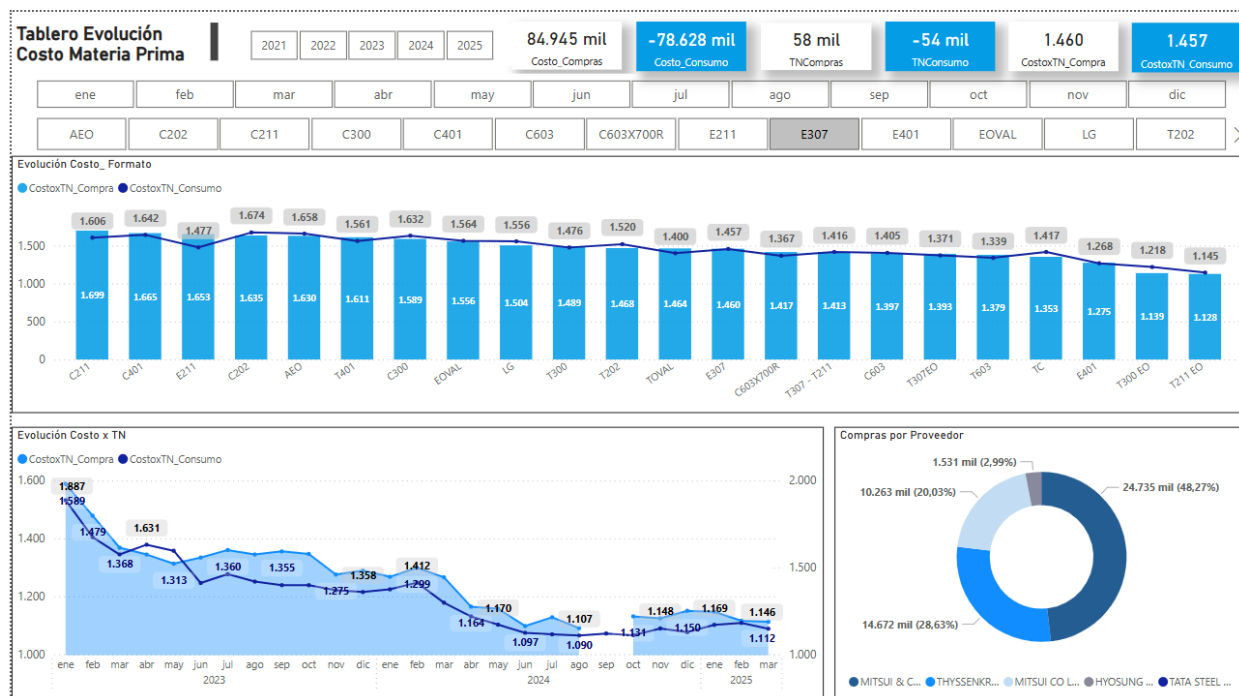 Tablero Evolución
Costo Materia Prima
2021 2022 2023 2024 2025
84.945 mil
Costo_Compras
-78.628 mil
Costo_Consumo
58 mil
TNCompras
-54 mil
TNConsumo
1.460
CostoxTN_Compra
1.457
CostoxTN_Consumo
ene feb mar abr may jun jul ago sep oct nov dic
AEO C202 C211 C300 C401 C603 C603X700R E211 E307 E401 EOVAL LG T202
Evolución Costo_ Formato
CostoxTN_Compra CostoxTN_Consumo
1.606 1.642 1.477 1.674 1.658 1.561 1.632 1.564 1.556 1.476 1.520 1.400 1.457 1.367 1.416 1.405 1.371 1.339 1.417 1.268 1.218 1.145
1.500
1.000
500
0
1.699 1.665 1.653 1.635 1.630 1.611 1.589 1.556 1.504 1.489 1.468 1.464 1.460 1.417 1.413 1.397 1.393 1.379 1.353 1.275 1.139 1.128
C211 C401 E211 C202 AEO T401 C300 EOVAL LG T300 T202 TOVAL E307 C603X700R T307 - T211 C603 T307EO T603 TC E401 T300 EO T211 EO
Evolución Costo x TN
CostoxTN_Compra CostoxTN_Consumo
1.600
1.400
1.200
1.000
2.000
1.500
1.000
1.887 1.631 1.358 1.412 1.170 1.107 1.148 1.169 1.146
1.589 1.479 1.368 1.313 1.360 1.355 1.275 1.299 1.164 1.097 1.090 1.131 1.150 1.112
ene feb mar abr may jun jul ago sep oct nov dic ene feb mar abr may jun jul ago sep oct nov dic ene feb mar
2023 2024 2025
Compras por Proveedor
1.531 mil (2,99%)
10.263 mil (20,03%)
24.735 mil (48,27%)
14.672 mil (28,63%)
MITSUI & C... THYSSENKR... MITSUI CO L... HYOSUNG ... TATA STEEL ...